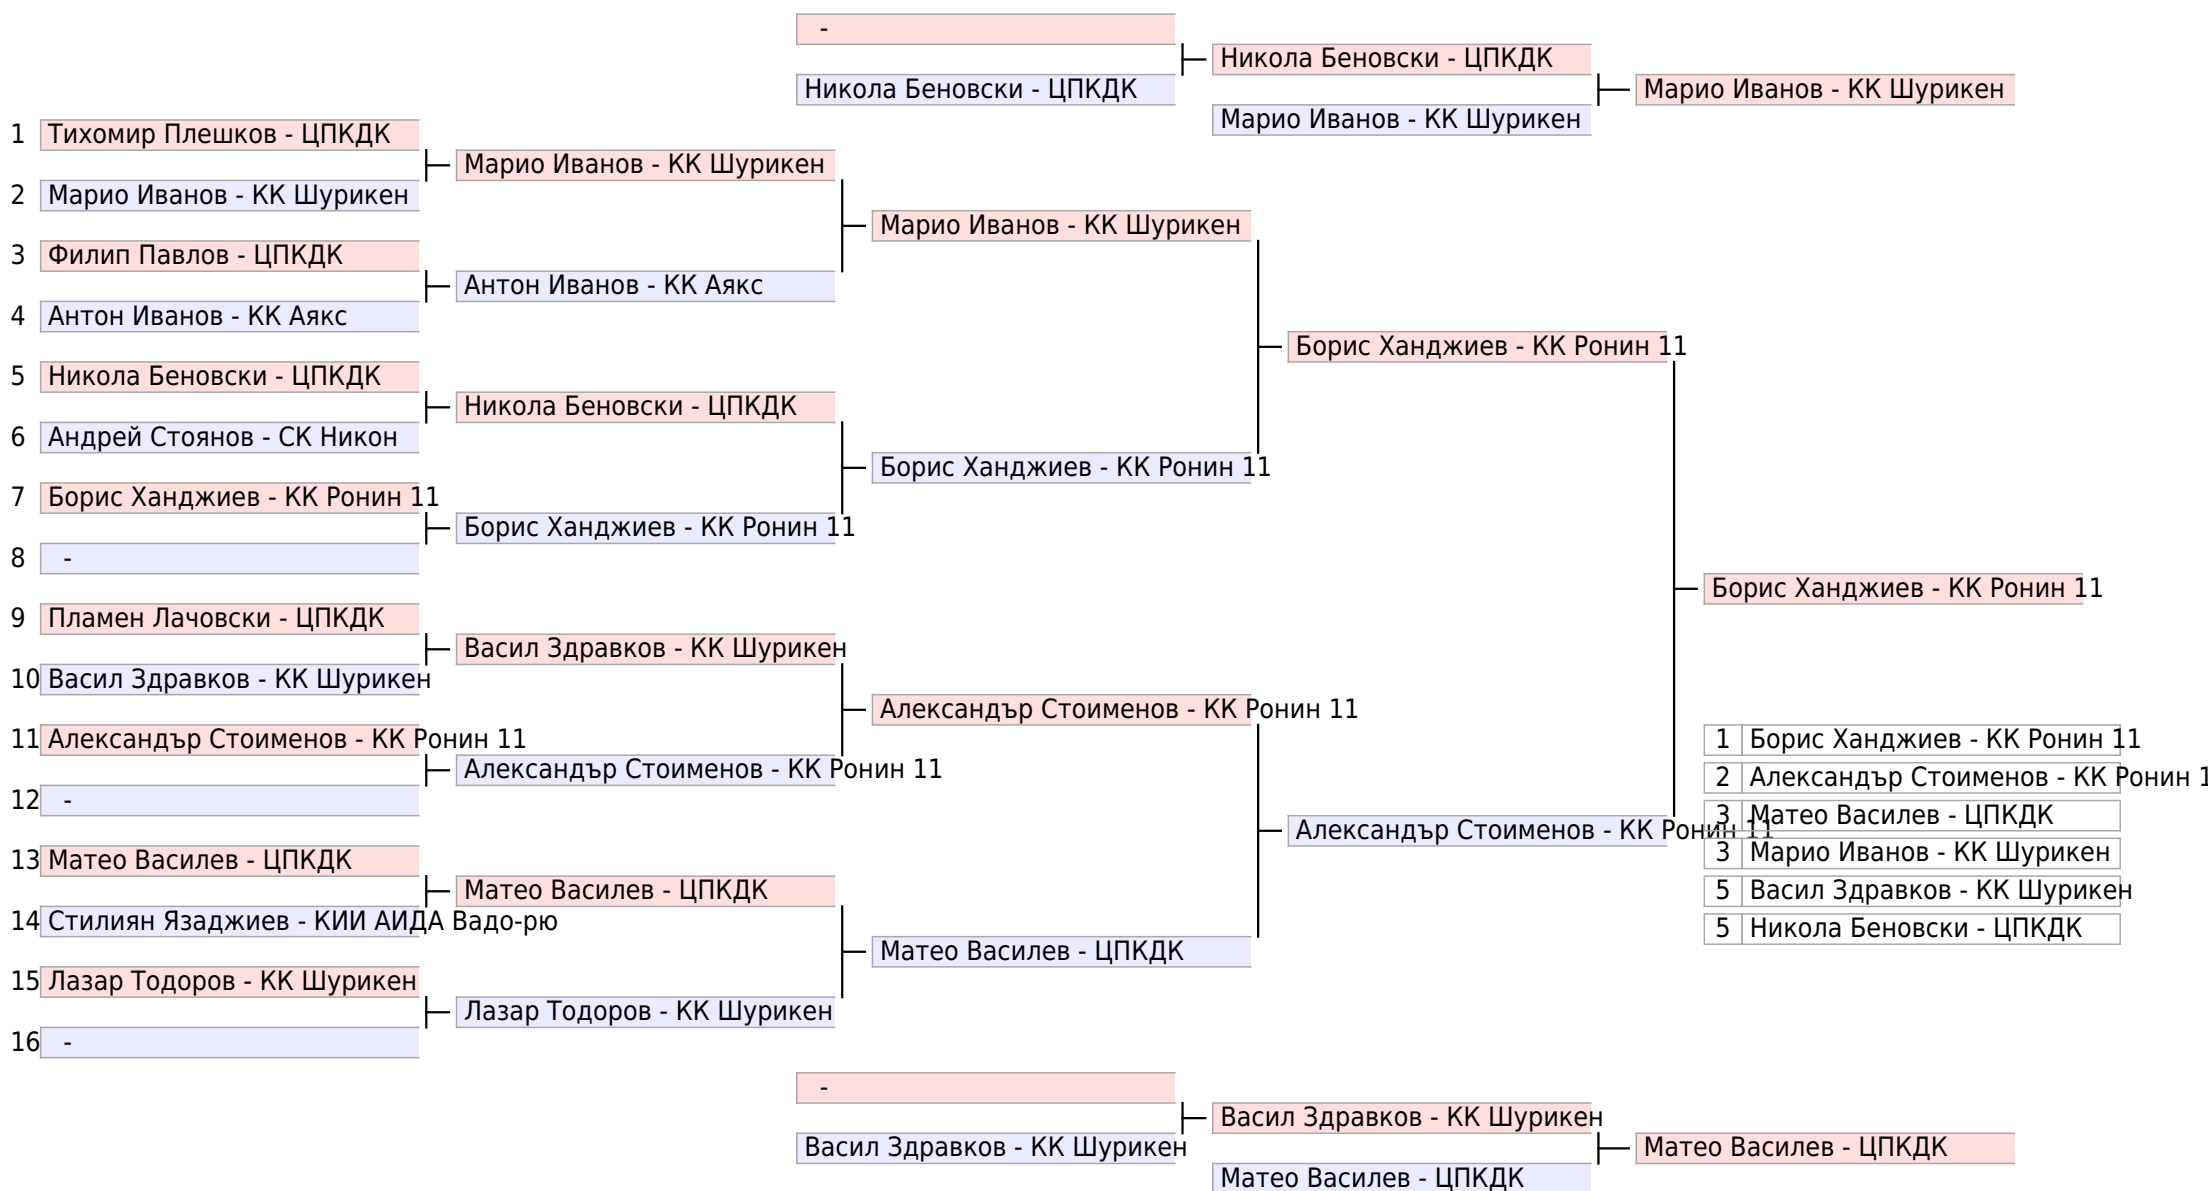 -
Никола Беновски - ЦПКДК
Никола Беновски - ЦПКДК
Марио Иванов - КК Шурикен
Марио Иванов - КК Шурикен
1 Тихомир Плешков - ЦПКДК
2 Марио Иванов - КК Шурикен
3 Филип Павлов - ЦПКДК
4 Антон Иванов - КК Аякс
5 Никола Беновски - ЦПКДК
6 Андрей Стоянов - СК Никон
7 Борис Ханджиев - КК Ронин 11
8 -
9 Пламен Лачовски - ЦПКДК
10 Васил Здравков - КК Шурикен
11 Александър Стоименов - КК Ронин 11
12 -
13 Матео Василев - ЦПКДК
14 Стилиян Язаджиев - КИИ АИДА Вадо-рю
15 Лазар Тодоров - КК Шурикен
16 -
Марио Иванов - КК Шурикен
Антон Иванов - КК Аякс
Никола Беновски - ЦПКДК
Борис Ханджиев - КК Ронин 11
Васил Здравков - КК Шурикен
Александър Стоименов - КК Ронин 11
Матео Василев - ЦПКДК
Лазар Тодоров - КК Шурикен
Марио Иванов - КК Шурикен
Борис Ханджиев - КК Ронин 11
Александър Стоименов - КК Ронин 11
Матео Василев - ЦПКДК
Борис Ханджиев - КК Ронин 11
Александър Стоименов - КК Ронин 11
Борис Ханджиев - КК Ронин 11
1 Борис Ханджиев - КК Ронин 11
2 Александър Стоименов - КК Ронин 1
3 Матео Василев - ЦПКДК
3 Марио Иванов - КК Шурикен
5 Васил Здравков - КК Шурикен
5 Никола Беновски - ЦПКДК
-
Васил Здравков - КК Шурикен
Васил Здравков - КК Шурикен
Матео Василев - ЦПКДК
Матео Василев - ЦПКДК